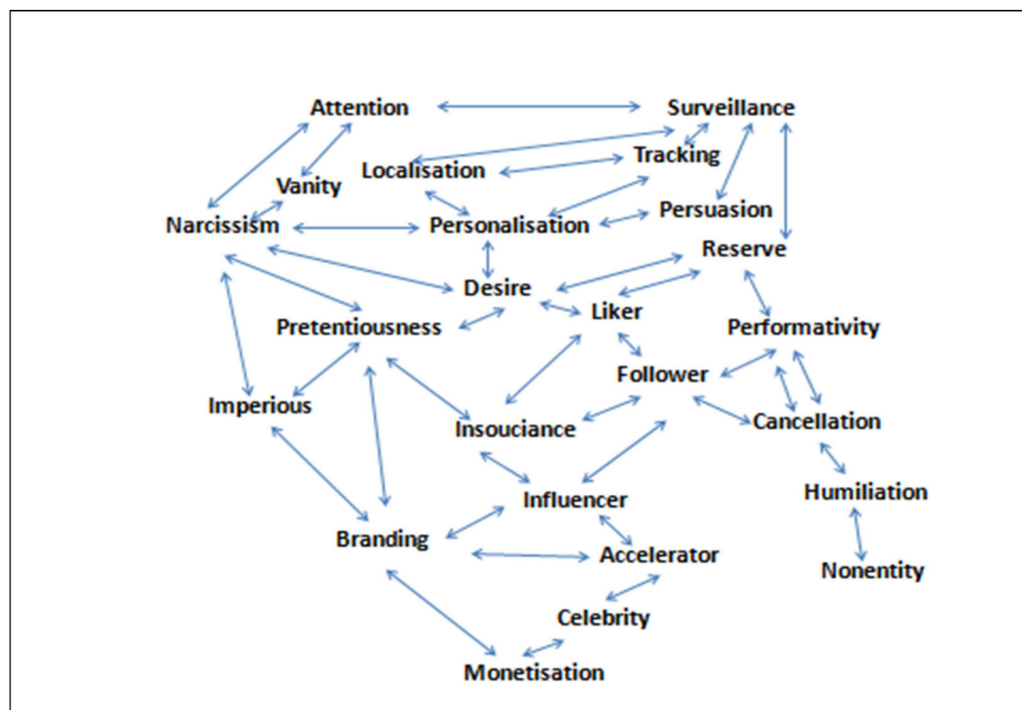 Attention
Surveillance
Tracking
Localisation
Vanity
Persuasion
Narcissism
Personalisation
Reserve
Desire
Liker
Pretentiousness
Performativity
Follower
Imperious
Cancellation
Insouciance
Humiliation
Influencer
Branding
Accelerator
Nonentity
Celebrity
Monetisation